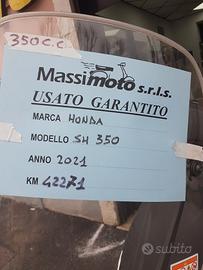 350 C.C.
Massimoto s.r.l.s.
USATO GARANTITO
MARCA HONDA
MODELLO SH 350
ANNO 2021
KM 42271
subito